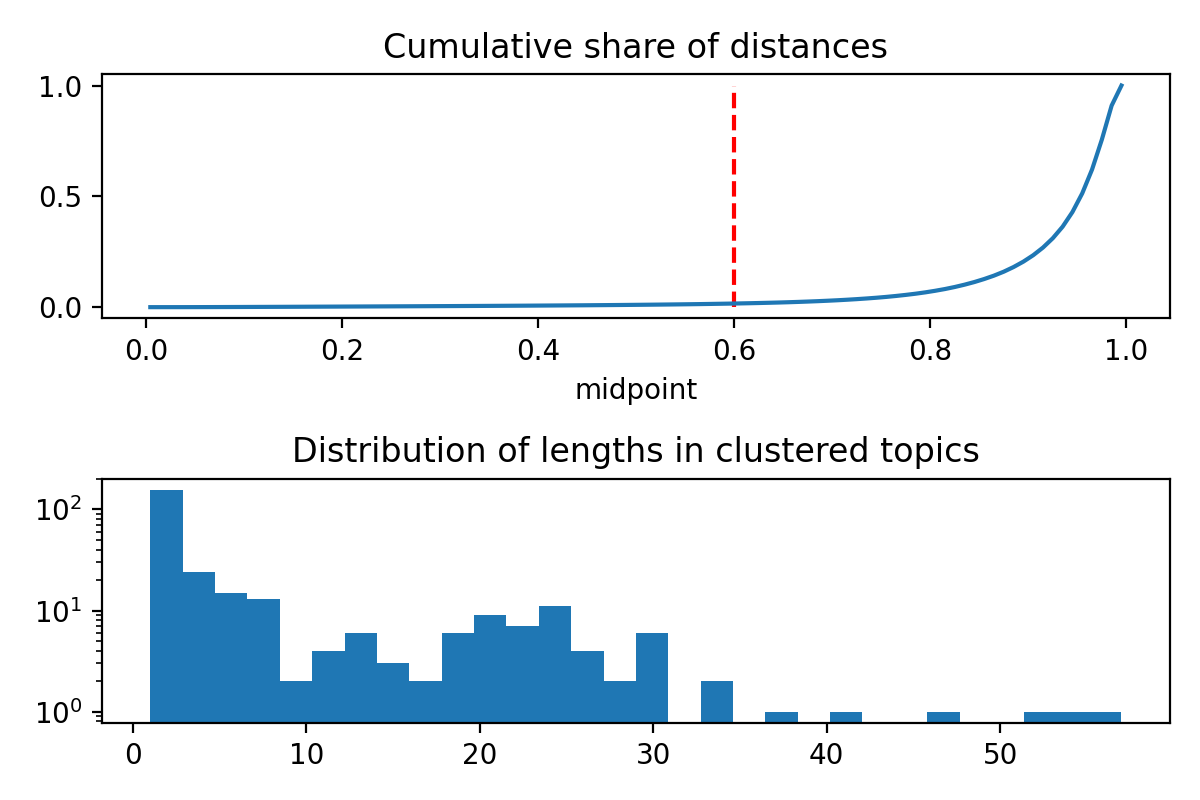 Cumulative share of distances
1.0
0.5
0.0
0.0 0.2 0.4 0.6 0.8 1.0
midpoint
Distribution of lengths in clustered topics
10²
10¹
10⁰
0 10 20 30 40 50